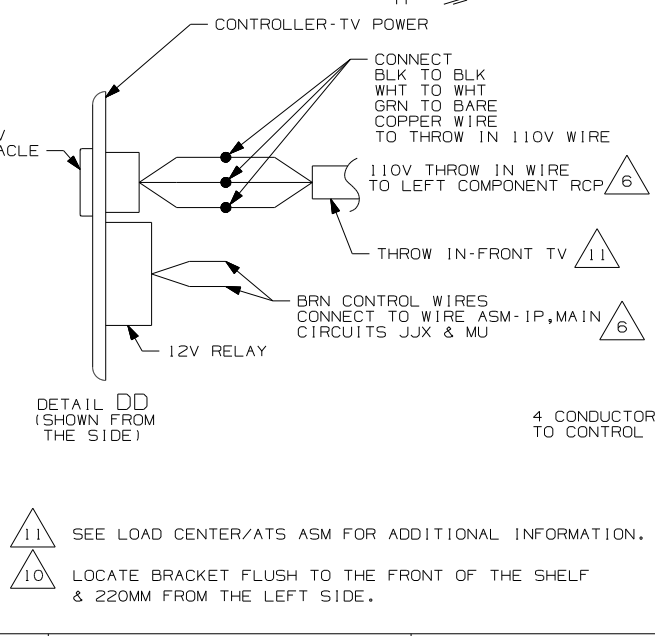 CONTROLLER-TV POWER
CONNECT
BLK TO BLK
WHT TO WHT
GRN TO BARE
COPPER WIRE
TO THROW IN 110V WIRE
110V THROW IN WIRE
TO LEFT COMPONENT RCP 6
THROW IN-FRONT TV 11
BRN CONTROL WIRES
CONNECT TO WIRE ASM-IP,MAIN
CIRCUITS JJX & MU 6
12V RELAY
DETAIL DD
(SHOWN FROM
THE SIDE)
4 CONDUCTOR
TO CONTROL
11 SEE LOAD CENTER/ATS ASM FOR ADDITIONAL INFORMATION.
10 LOCATE BRACKET FLUSH TO THE FRONT OF THE SHELF
& 220MM FROM THE LEFT SIDE.